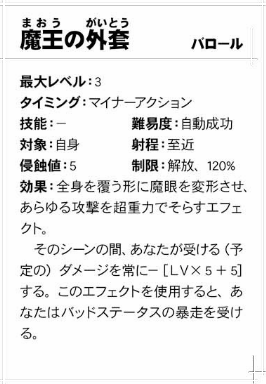 まおう がいとう
魔王の外套 バロール
最大レベル:3
タイミング:マイナーアクション
技能:ー 難易度:自動成功
対象:自身 射程:至近
侵蝕値:5 制限:解放、120%
効果:全身を覆う形に魔眼を変形させ、
あらゆる攻撃を超重力でそらすエフェ
クト。
そのシーンの間、あなたが受ける(予
定の)ダメージを常に−[LV×5+5]
する。このエフェクトを使用すると、あ
なたはバッドステータスの暴走を受け
る。